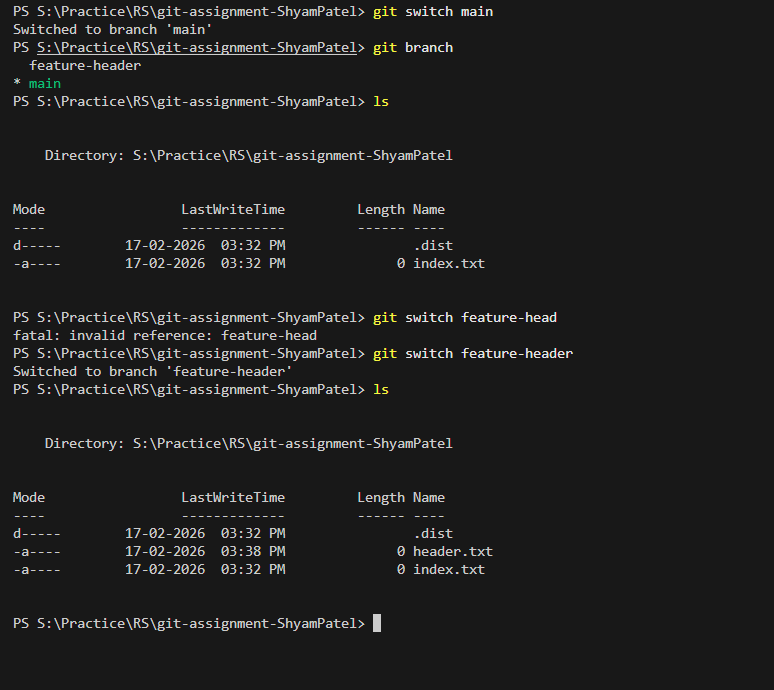 PS S:\Practice\RS\git-assignment-ShyamPatel> git switch main
Switched to branch 'main'
PS S:\Practice\RS\git-assignment-ShyamPatel> git branch
  feature-header
* main
PS S:\Practice\RS\git-assignment-ShyamPatel> ls
    Directory: S:\Practice\RS\git-assignment-ShyamPatel
Mode                 LastWriteTime         Length Name
----                 -------------         ------ ----
d-----        17-02-2026  03:32 PM                .dist
-a----        17-02-2026  03:32 PM              0 index.txt
PS S:\Practice\RS\git-assignment-ShyamPatel> git switch feature-head
fatal: invalid reference: feature-head
PS S:\Practice\RS\git-assignment-ShyamPatel> git switch feature-header
Switched to branch 'feature-header'
PS S:\Practice\RS\git-assignment-ShyamPatel> ls
    Directory: S:\Practice\RS\git-assignment-ShyamPatel
Mode                 LastWriteTime         Length Name
----                 -------------         ------ ----
d-----        17-02-2026  03:32 PM                .dist
-a----        17-02-2026  03:38 PM              0 header.txt
-a----        17-02-2026  03:32 PM              0 index.txt
PS S:\Practice\RS\git-assignment-ShyamPatel>